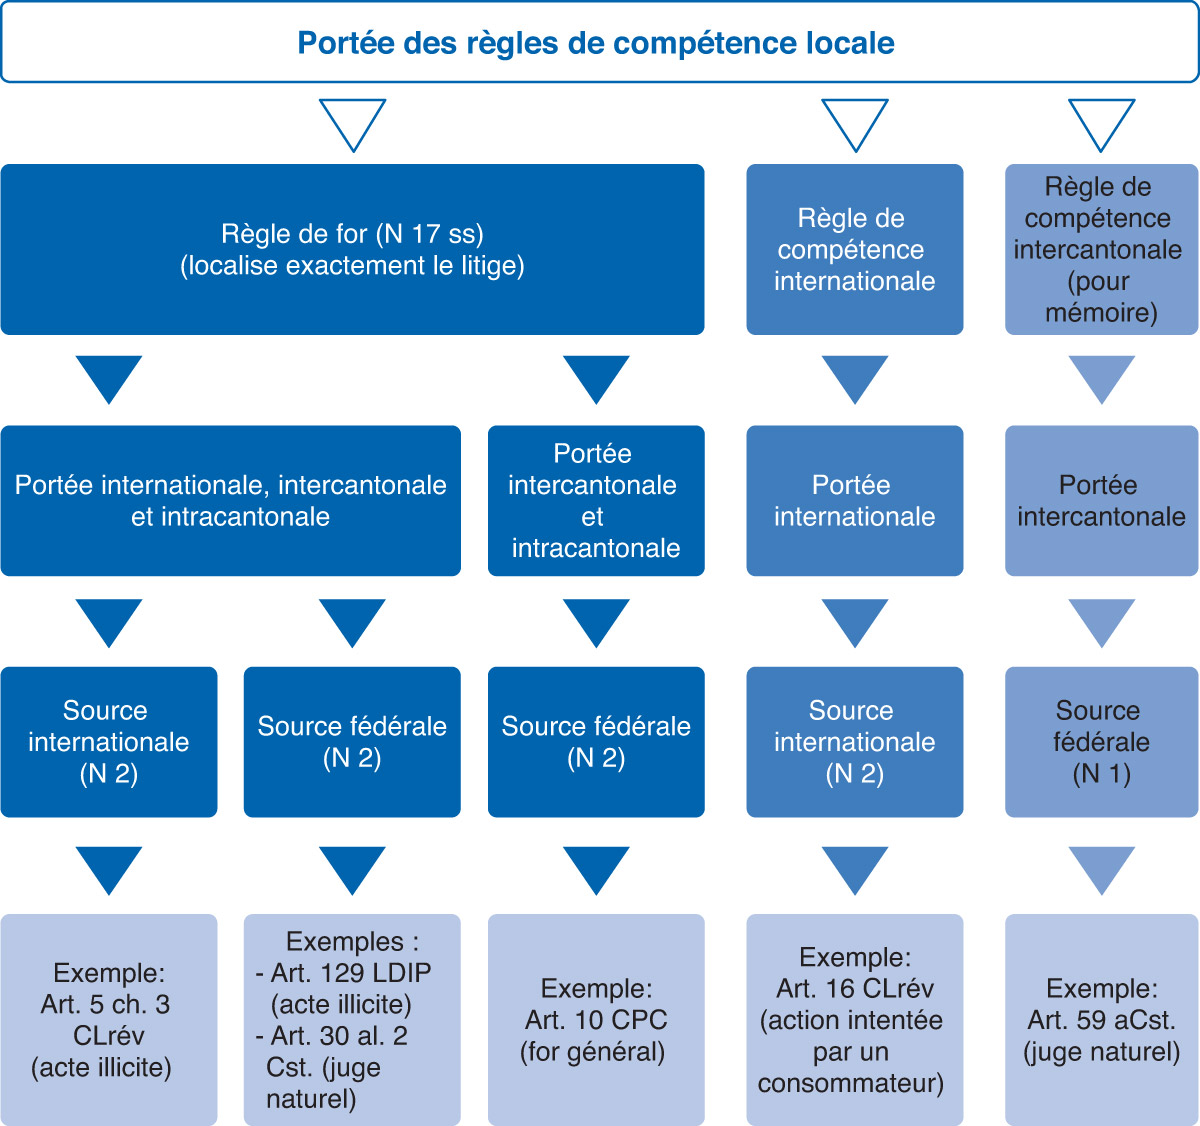 Portée des règles de compétence locale
Règle de for (N 17 ss)
(localise exactement le litige)
Règle de
compétence
internationale
Règle de
compétence
intercantonale
(pour
mémoire)
Portée internationale, intercantonale
et intracantonale
Portée
intercantonale
et
intracantonale
Portée
internationale
Portée
intercantonale
Source
internationale
(N 2)
Source fédérale
(N 2)
Source fédérale
(N 2)
Source
internationale
(N 2)
Source
fédérale
(N 1)
Exemple:
Art. 5 ch. 3
CLrév
(acte illicite)
Exemples :
- Art. 129 LDIP
(acte illicite)
- Art. 30 al. 2
Cst. (juge
naturel)
Exemple:
Art. 10 CPC
(for général)
Exemple:
Art. 16 CLrév
(action intentée
par un
consommateur)
Exemple:
Art. 59 aCst.
(juge naturel)